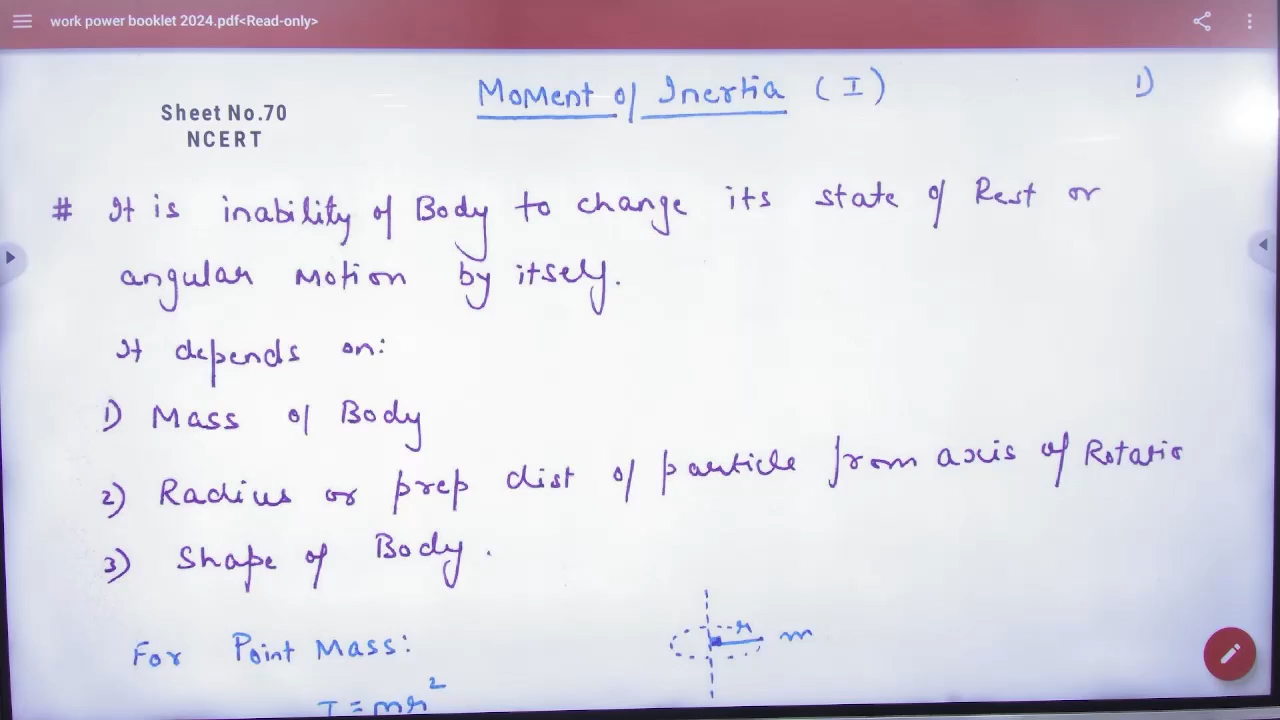 work power booklet 2024.pdf<Read-only>
Moment of Inertia (I)
1)
Sheet No.70
NCERT
# It is inability of Body to change its state of Rest or
angular Motion by itself.
It depends on:
1) Mass of Body
2) Radius or prep dist of particle from axis of Rotatio
3) Shape of Body.
For Point Mass:
r m
I = mr²